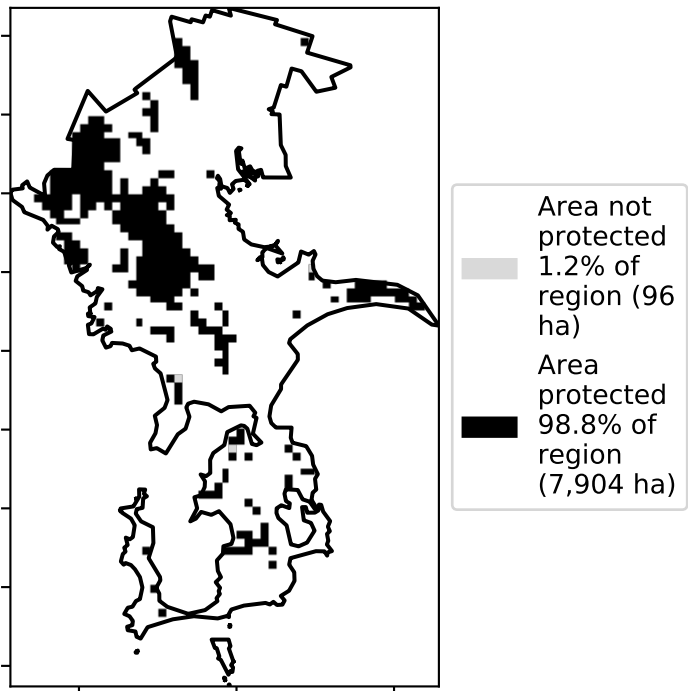 Area not
protected
1.2% of
region (96
ha)
Area
protected
98.8% of
region
(7,904 ha)